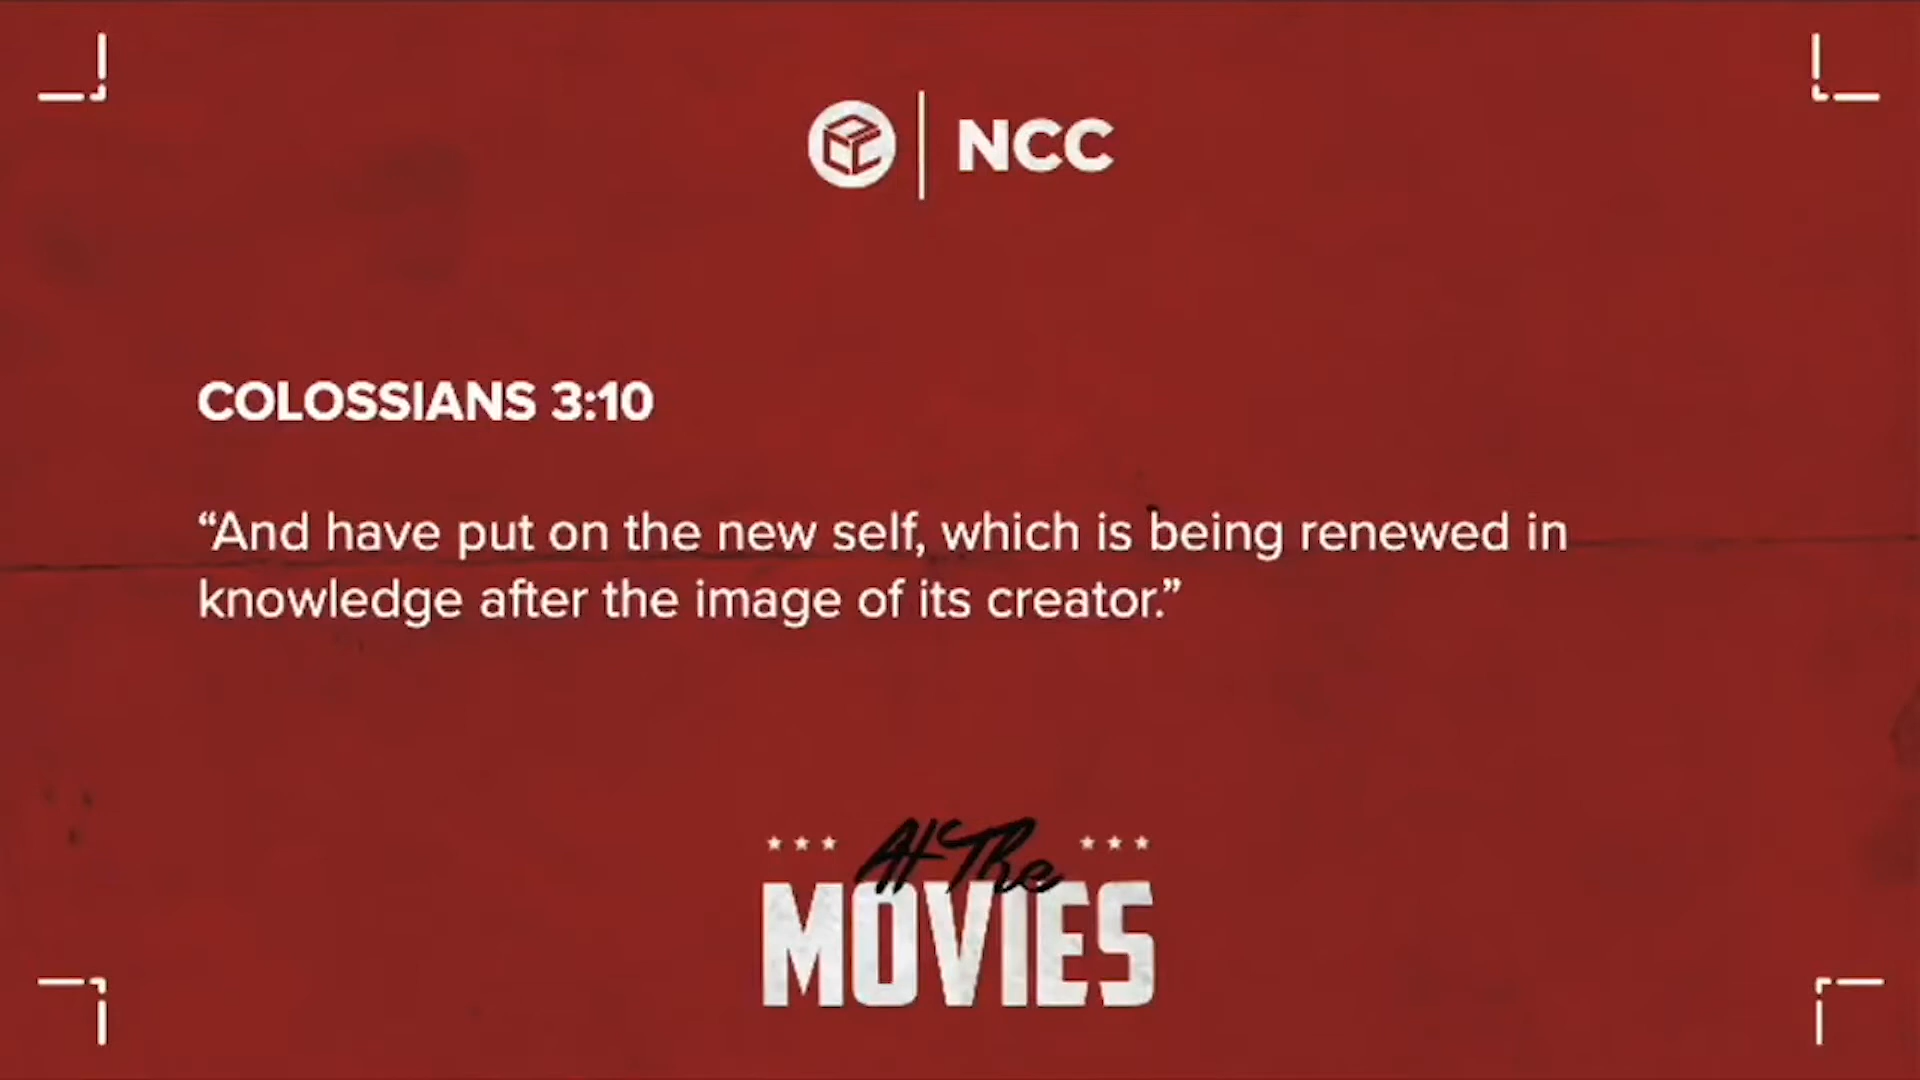 NCC
COLOSSIANS 3:10
“And have put on the new self, which is being renewed in
knowledge after the image of its creator.”
At The
MOVIES